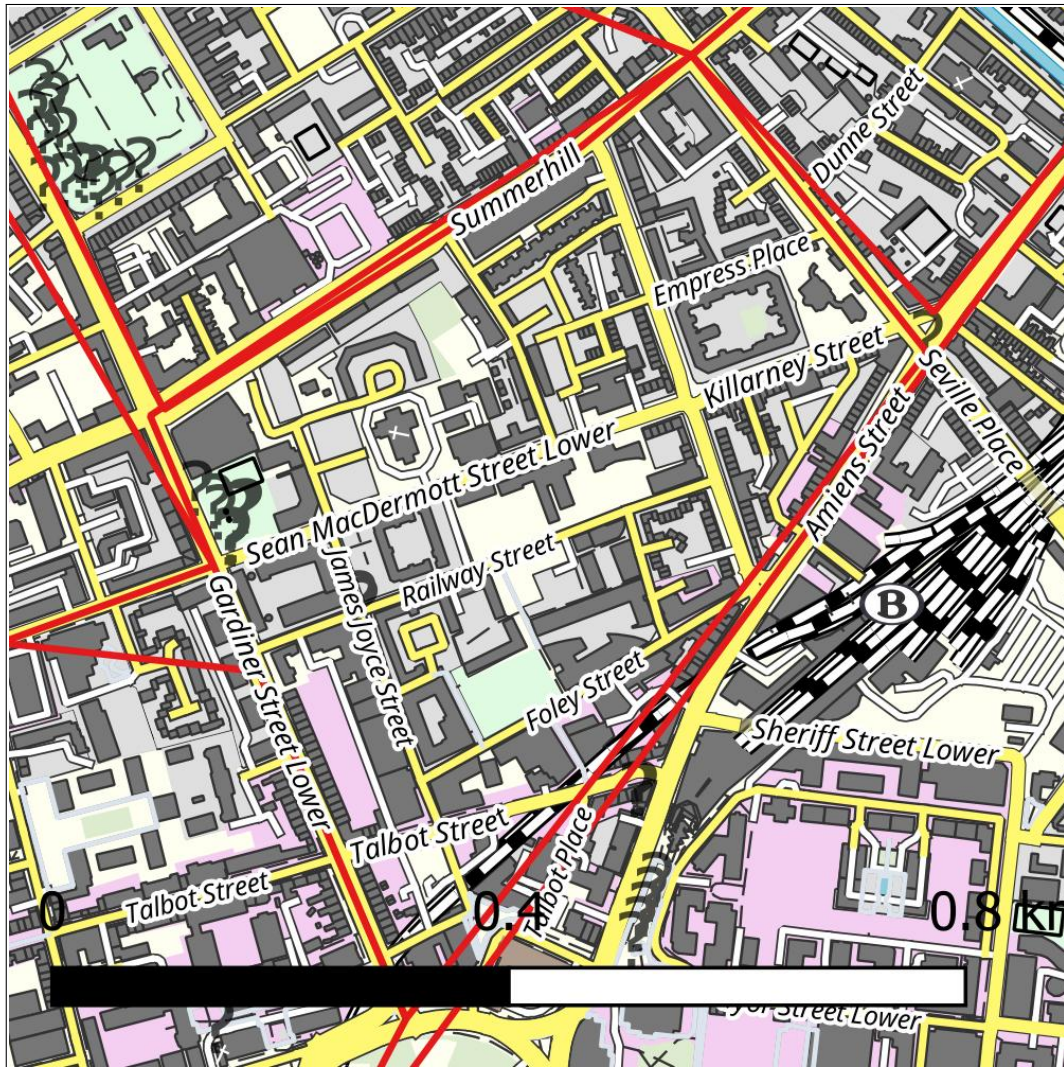 Dunne Street
Summerhill
Empress Place
Killarney Street
Seville Place
Sean MacDermott Street Lower
Amiens Street
Railway Street
James Joyce Street
B
Gardiner Street Lower
Foley Street
Sheriff Street Lower
Talbot Street
Talbot Place
Talbot Street
0
0.4
0.8
Street Lower